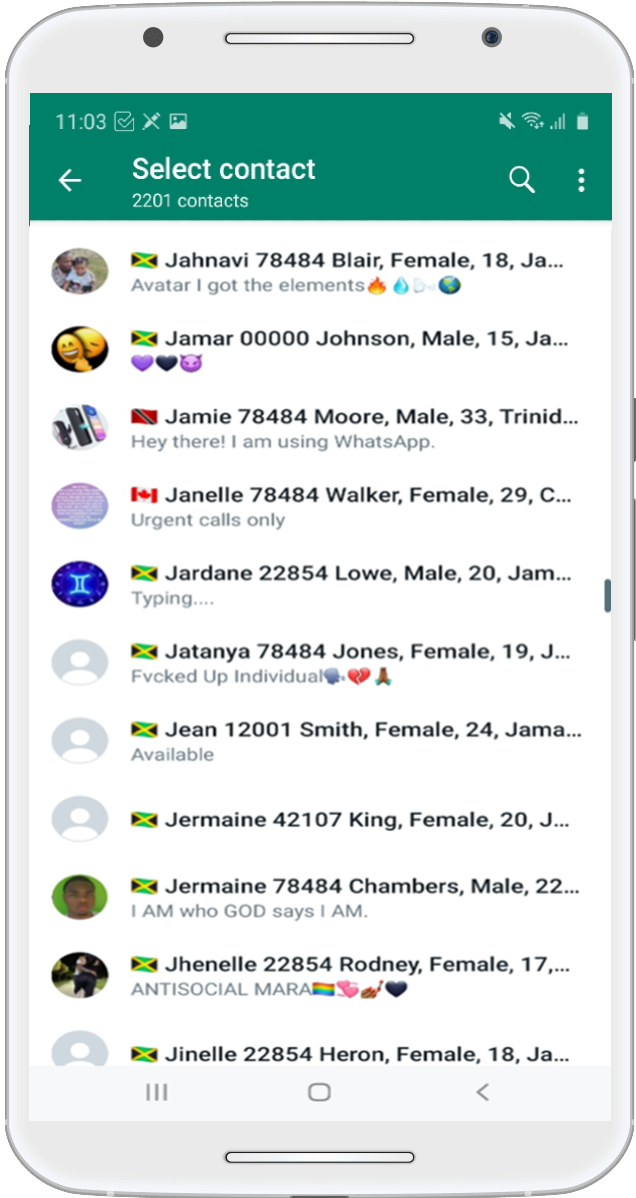 11:03
Select contact
2201 contacts
🇯🇲 Jahnavi 78484 Blair, Female, 18, Ja...
Avatar I got the elements🔥💧🌬️🌎
🇯🇲 Jamar 00000 Johnson, Male, 15, Ja...
💜🖤😈
🇹🇹 Jamie 78484 Moore, Male, 33, Trinid...
Hey there! I am using WhatsApp.
🇨🇦 Janelle 78484 Walker, Female, 29, C...
Urgent calls only
🇯🇲 Jardane 22854 Lowe, Male, 20, Jam...
Typing....
🇯🇲 Jatanya 78484 Jones, Female, 19, J...
Fvcked Up Individual🗣️💔🙏🏾
🇯🇲 Jean 12001 Smith, Female, 24, Jama...
Available
🇯🇲 Jermaine 42107 King, Female, 20, J...
🇯🇲 Jermaine 78484 Chambers, Male, 22...
I AM who GOD says I AM.
🇯🇲 Jhenelle 22854 Rodney, Female, 17,...
ANTISOCIAL MARA🏳️‍🌈💞💅🏾🖤
🇯🇲 Jinelle 22854 Heron, Female, 18, Ja...